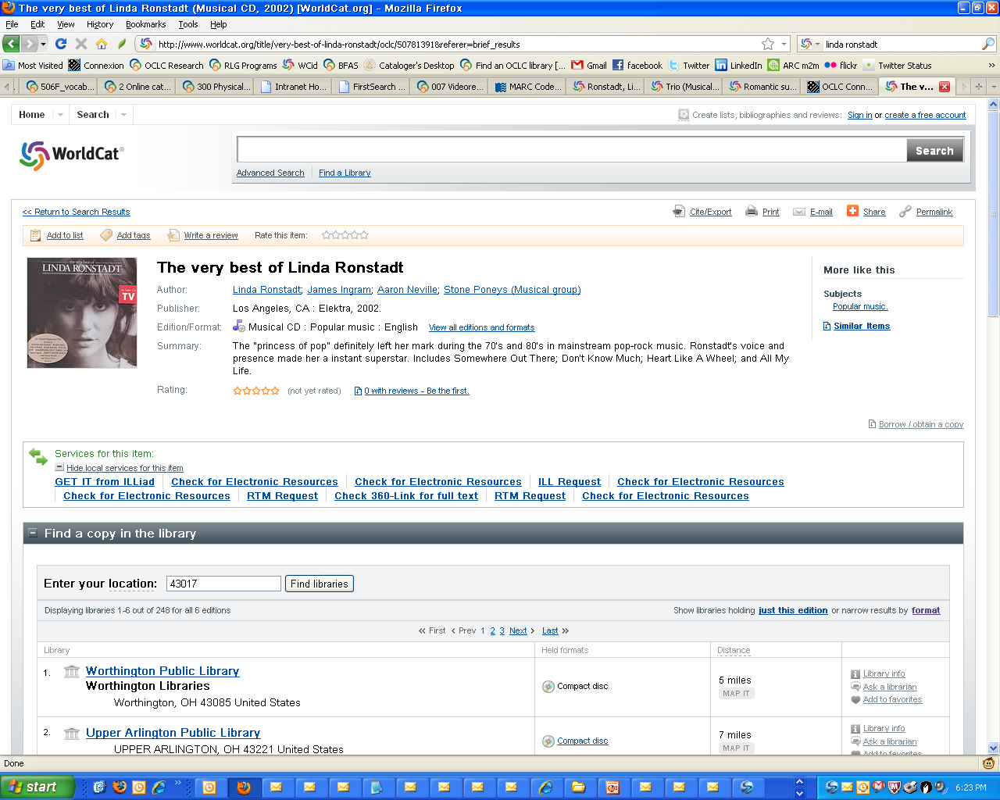 The very best of Linda Ronstadt (Musical CD, 2002) [WorldCat.org] - Mozilla Firefox
File Edit View History Bookmarks Tools Help
http://www.worldcat.org/title/very-best-of-linda-ronstadt/oclc/50781391&referer=brief_results
linda ronstadt
Most Visited Connexion OCLC Research RLG Programs WCid BFAS Cataloger's Desktop Find an OCLC library [... Gmail facebook Twitter LinkedIn ARC m2m flickr Twitter Status »
506F_vocab... 2 Online cat... 300 Physical... Intranet Ho... FirstSearch ... 007 Videore... MARC Code... Ronstadt, Li... Trio (Musical... Romantic su... OCLC Conn... The v...
Home Search Create lists, bibliographies and reviews: Sign in or create a free account
WorldCat®
Search
Advanced Search Find a Library
<< Return to Search Results Cite/Export Print E-mail Share Permalink
Add to list Add tags Write a review Rate this item:
the very best of
LINDA RONSTADT
TV
The very best of Linda Ronstadt
Author: Linda Ronstadt; James Ingram; Aaron Neville; Stone Poneys (Musical group)
Publisher: Los Angeles, CA : Elektra, 2002.
Edition/Format: Musical CD : Popular music : English View all editions and formats
Summary: The "princess of pop" definitely left her mark during the 70's and 80's in mainstream pop-rock music. Ronstadt's voice and
presence made her a instant superstar. Includes Somewhere Out There; Don't Know Much; Heart Like A Wheel; and All My
Life.
Rating: (not yet rated) 0 with reviews - Be the first.
More like this
Subjects
Popular music.
Similar Items
Borrow / obtain a copy
Services for this item:
Hide local services for this item
GET IT from ILLiad Check for Electronic Resources Check for Electronic Resources ILL Request Check for Electronic Resources
Check for Electronic Resources RTM Request Check 360-Link for full text RTM Request Check for Electronic Resources
Find a copy in the library
Enter your location: 43017 Find libraries
Displaying libraries 1-6 out of 248 for all 6 editions Show libraries holding just this edition or narrow results by format
« First < Prev 1 2 3 Next > Last »
Library Held formats Distance
1. Worthington Public Library
Worthington Libraries
Worthington, OH 43085 United States
Compact disc
5 miles
MAP IT
Library info
Ask a librarian
Add to favorites
2. Upper Arlington Public Library
UPPER ARLINGTON, OH 43221 United States
Compact disc
7 miles
MAP IT
Library info
Ask a librarian
Add to favorites
Done
start » 6:23 PM